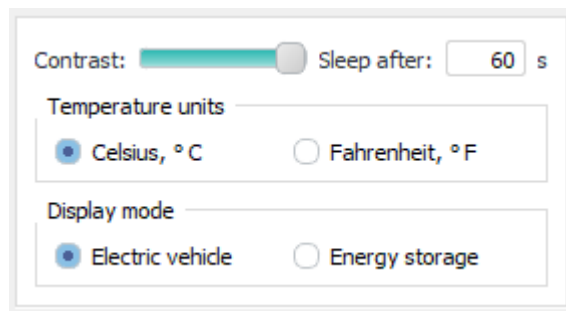 Contrast: Sleep after: 60 s
Temperature units
Celsius, °C Fahrenheit, °F
Display mode
Electric vehicle Energy storage